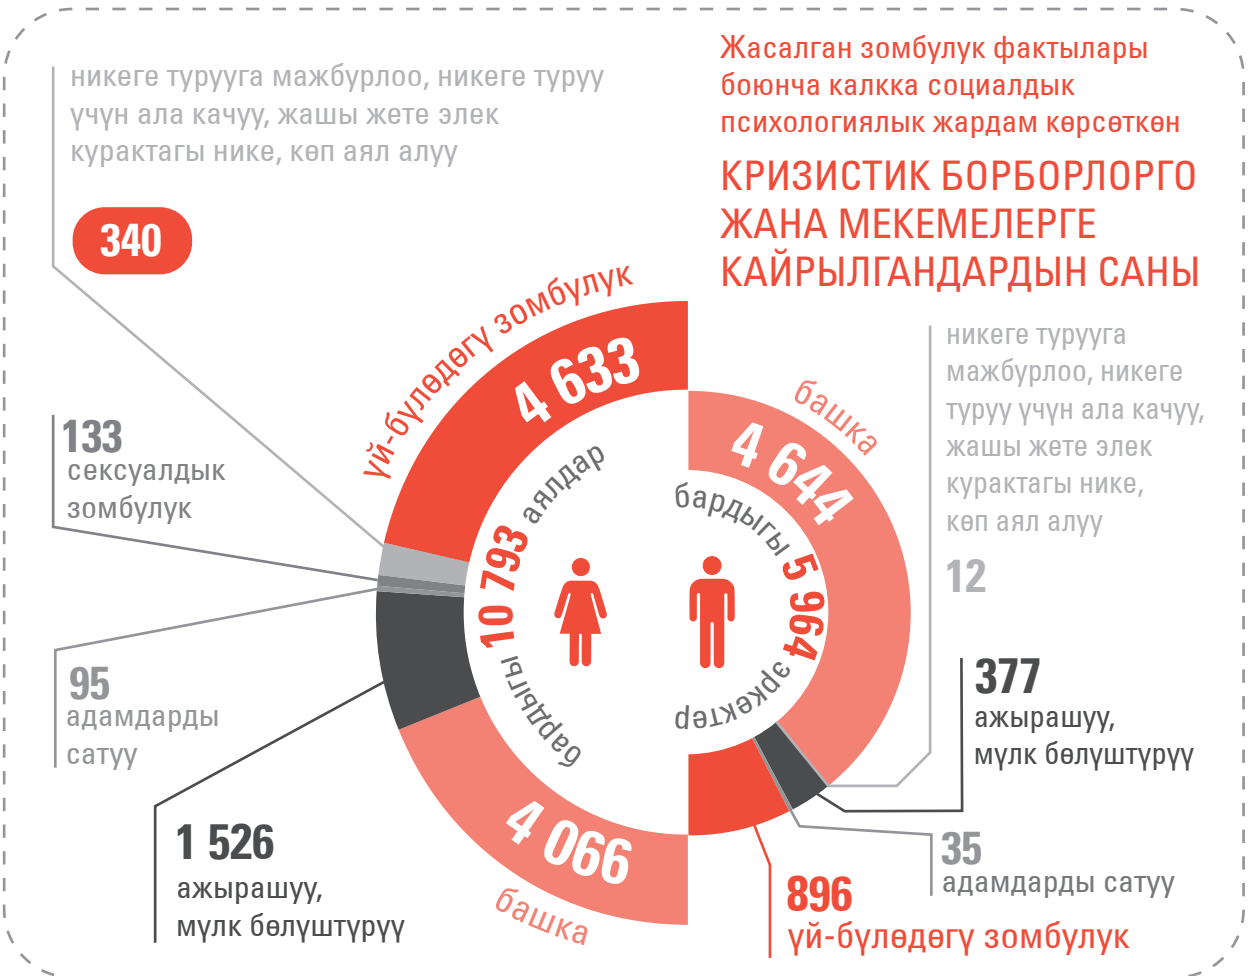 Жасалган зомбулук фактылары
боюнча калкка социалдык
психологиялык жардам көрсөткөн
КРИЗИСТИК БОРБОРЛОРГО
ЖАНА МЕКЕМЕЛЕРГЕ
КАЙРЫЛГАНДАРДЫН САНЫ
никеге турууга мажбурлоо, никеге туруу
үчүн ала качуу, жашы жете элек
курактагы нике, көп аял алуу
340
үй-бүлөдөгү зомбулук
4 633
133
сексуалдык
зомбулук
95
адамдарды
сатуу
1 526
ажырашуу,
мүлк бөлүштүрүү
4 066
башка
бардыгы 10 793 аялдар
башка
4 644
бардыгы 5 964 эркектер
никеге турууга
мажбурлоо, никеге
туруу үчүн ала качуу,
жашы жете элек
курактагы нике,
көп аял алуу
12
377
ажырашуу,
мүлк бөлүштүрүү
35
адамдарды сатуу
896
үй-бүлөдөгү зомбулук